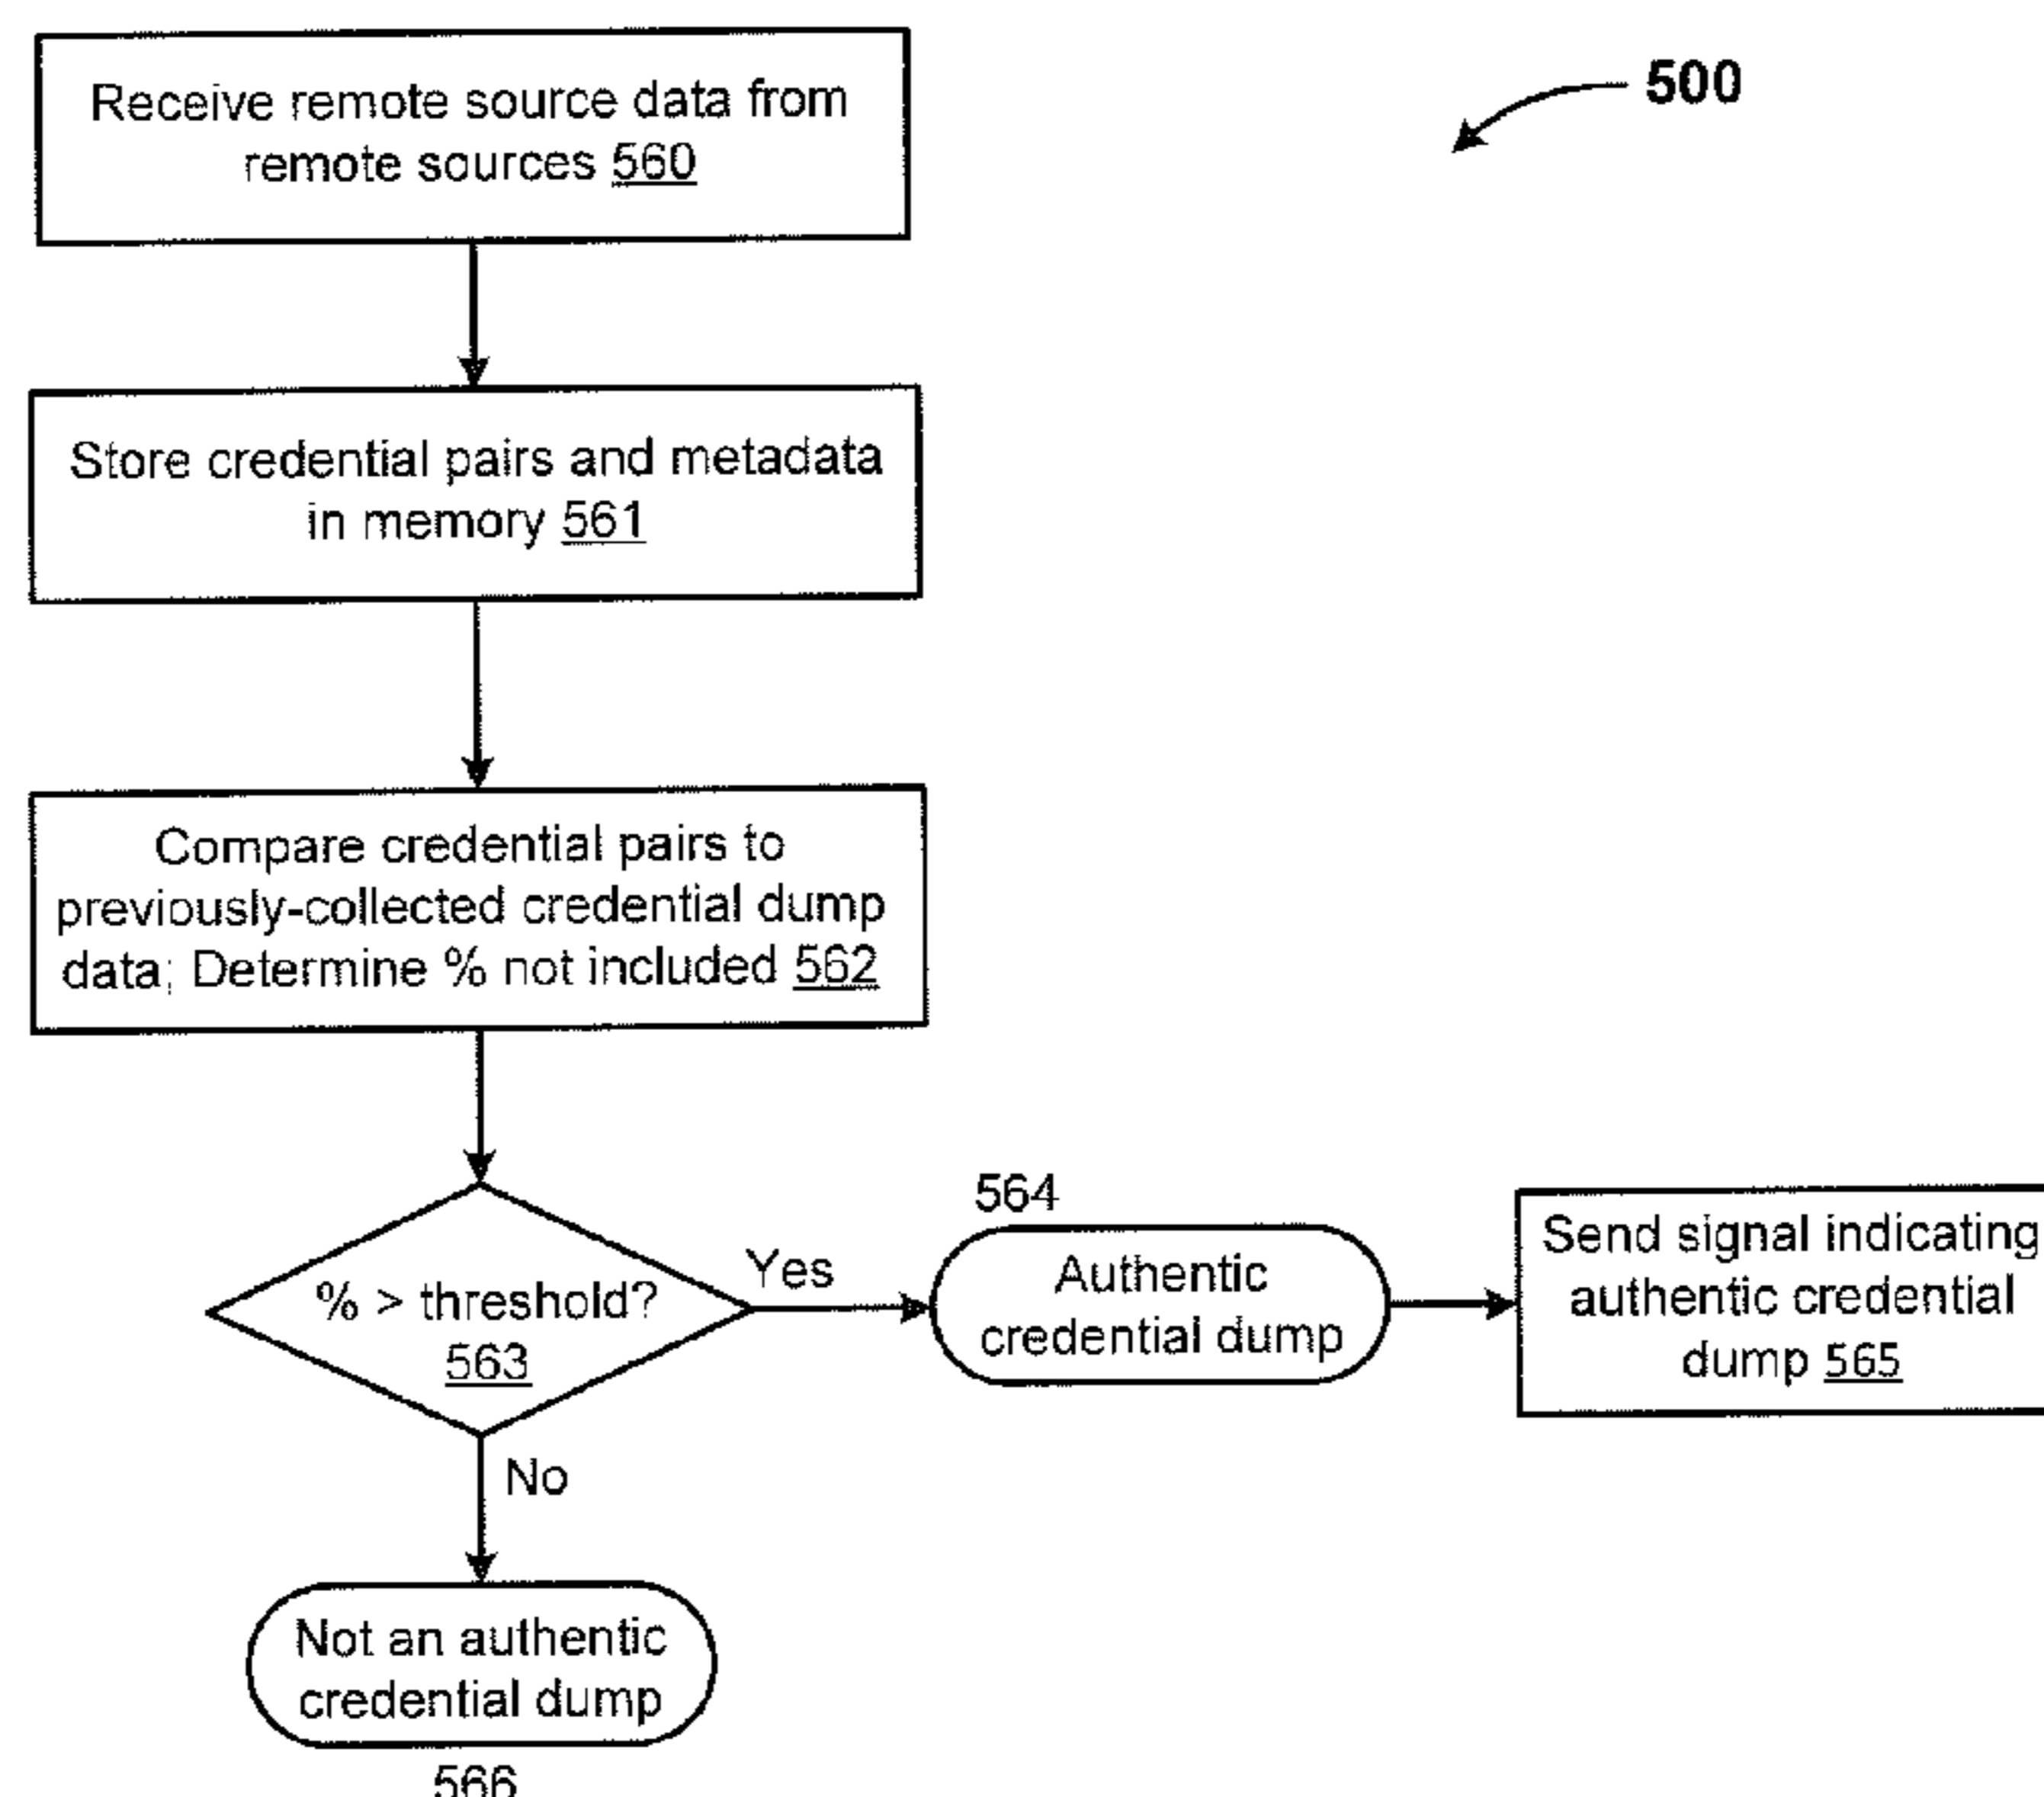 Receive remote source data from
remote sources 560
500
Store credential pairs and metadata
in memory 561
Compare credential pairs to
previously-collected credential dump
data; Determine % not included 562
% > threshold?
563
Yes
564
Authentic
credential dump
Send signal indicating
authentic credential
dump 565
No
Not an authentic
credential dump
566